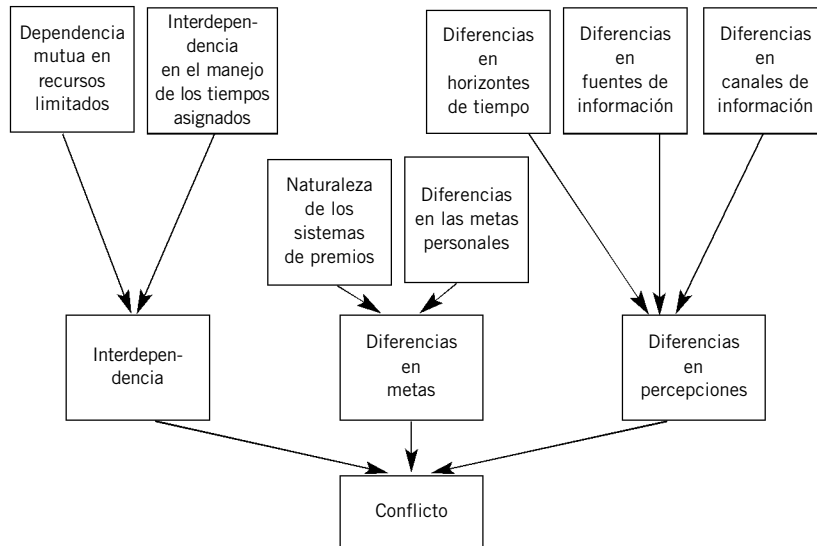 Dependencia
mutua en
recursos
limitados
Interdepen-
dencia
en el manejo
de los tiempos
asignados
Diferencias
en
horizontes
de tiempo
Diferencias
en
fuentes de
información
Diferencias
en
canales de
información
Naturaleza
de los
sistemas
de premios
Diferencias
en las metas
personales
Interdepen-
dencia
Diferencias
en
metas
Diferencias
en
percepciones
Conflicto